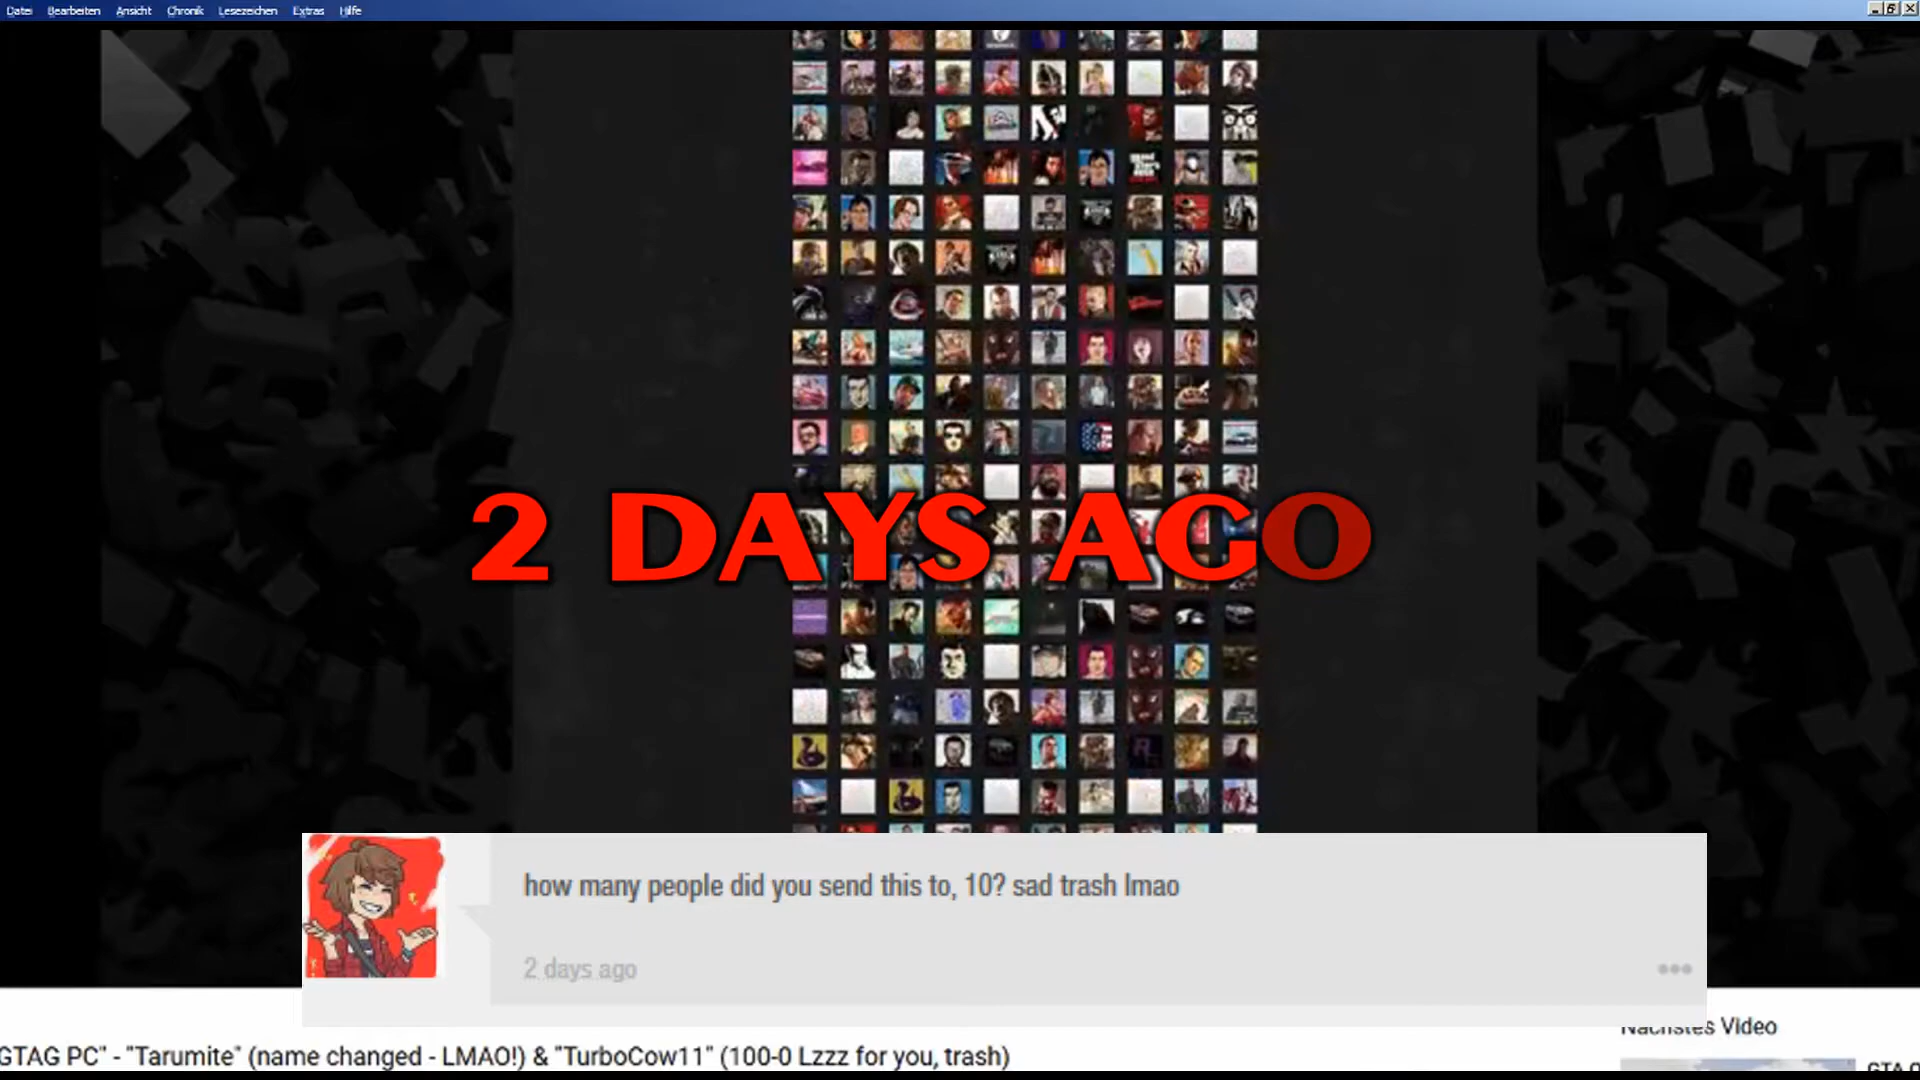 Datei Bearbeiten Ansicht Chronik Lesezeichen Extras Hilfe
2 DAYS AGO
how many people did you send this to, 10? sad trash lmao
2 days ago
Nächstes Video
GTAG PC" - "Tarumite" (name changed - LMAO!) & "TurboCow11" (100-0 Lzzz for you, trash)